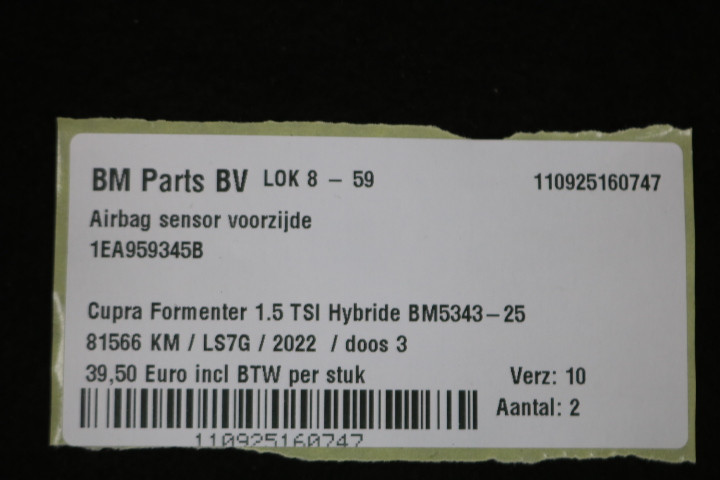 BM Parts BV LOK 8 - 59 110925160747
Airbag sensor voorzijde
1EA959345B
Cupra Formenter 1.5 TSI Hybride BM5343-25
81566 KM / LS7G / 2022 / doos 3
39,50 Euro incl BTW per stuk Verz: 10
Aantal: 2
110925160747